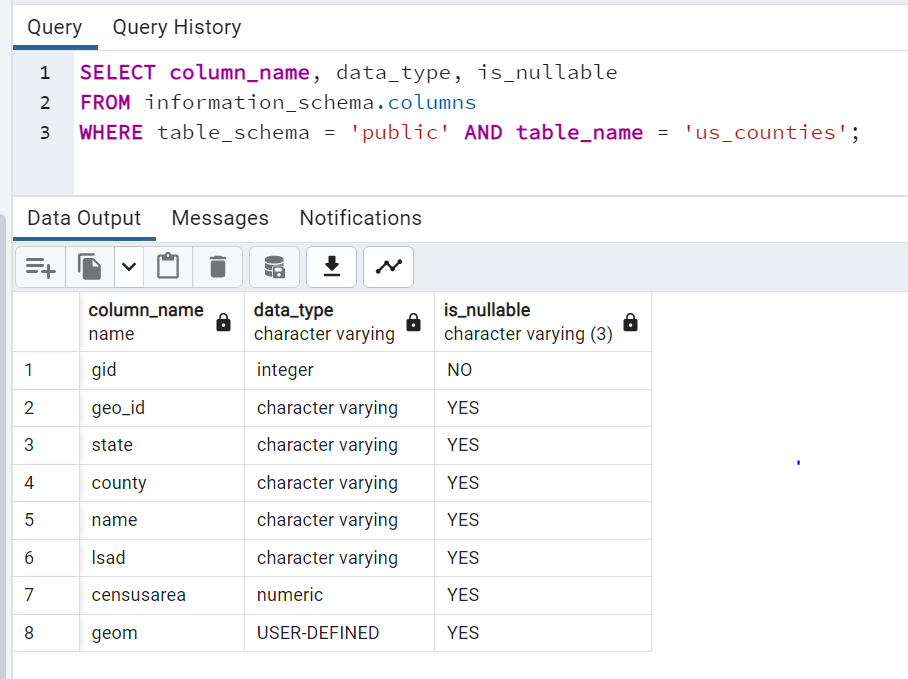 Query Query History
1 SELECT column_name, data_type, is_nullable
2 FROM information_schema.columns
3 WHERE table_schema = 'public' AND table_name = 'us_counties';
Data Output Messages Notifications
column_name data_type is_nullable
name character varying character varying (3)
1 gid integer NO
2 geo_id character varying YES
3 state character varying YES
4 county character varying YES
5 name character varying YES
6 lsad character varying YES
7 censusarea numeric YES
8 geom USER-DEFINED YES